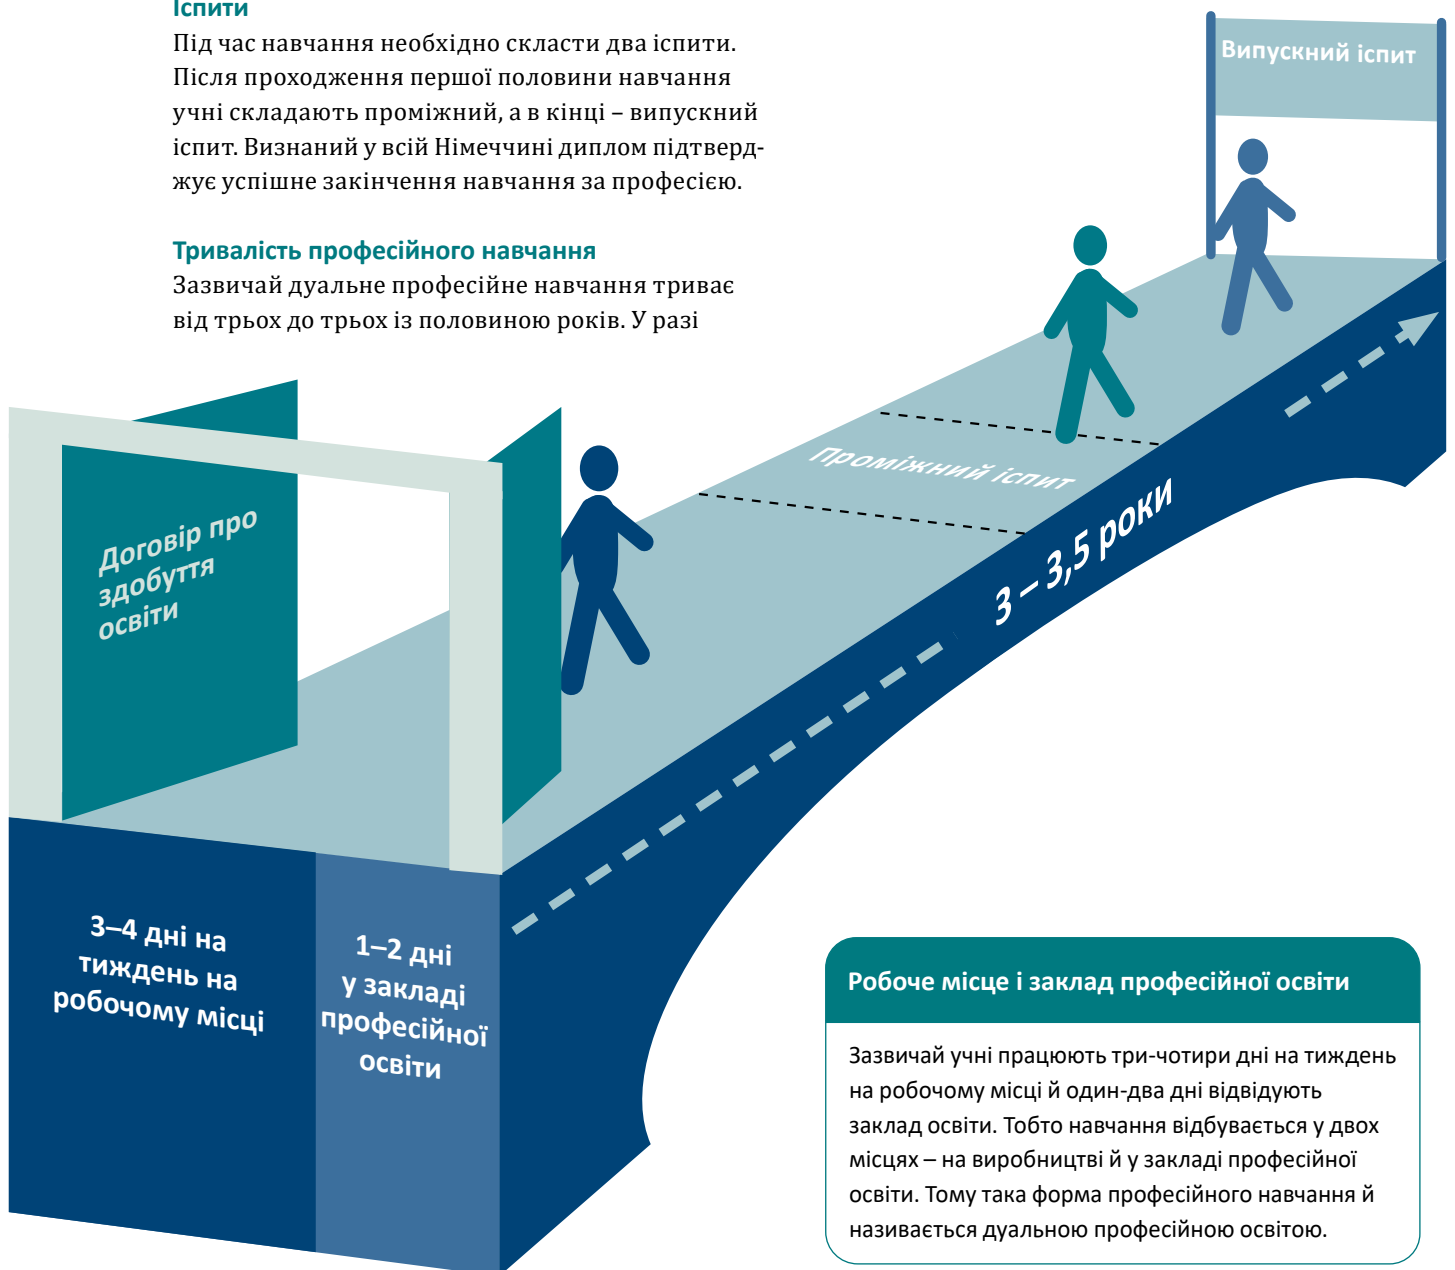 Іспити
Під час навчання необхідно скласти два іспити.
Після проходження першої половини навчання
учні складають проміжний, а в кінці – випускний
іспит. Визнаний у всій Німеччині диплом підтверд-
жує успішне закінчення навчання за професією.
Тривалість професійного навчання
Зазвичай дуальне професійне навчання триває
від трьох до трьох із половиною років. У разі
Випускний іспит
Проміжний іспит
3 – 3,5 роки
Договір про
здобуття
освіти
3–4 дні на
тиждень на
робочому місці
1–2 дні
у закладі
професійної
освіти
Робоче місце і заклад професійної освіти
Зазвичай учні працюють три-чотири дні на тиждень
на робочому місці й один-два дні відвідують
заклад освіти. Тобто навчання відбувається у двох
місцях – на виробництві й у закладі професійної
освіти. Тому така форма професійного навчання й
називається дуальною професійною освітою.